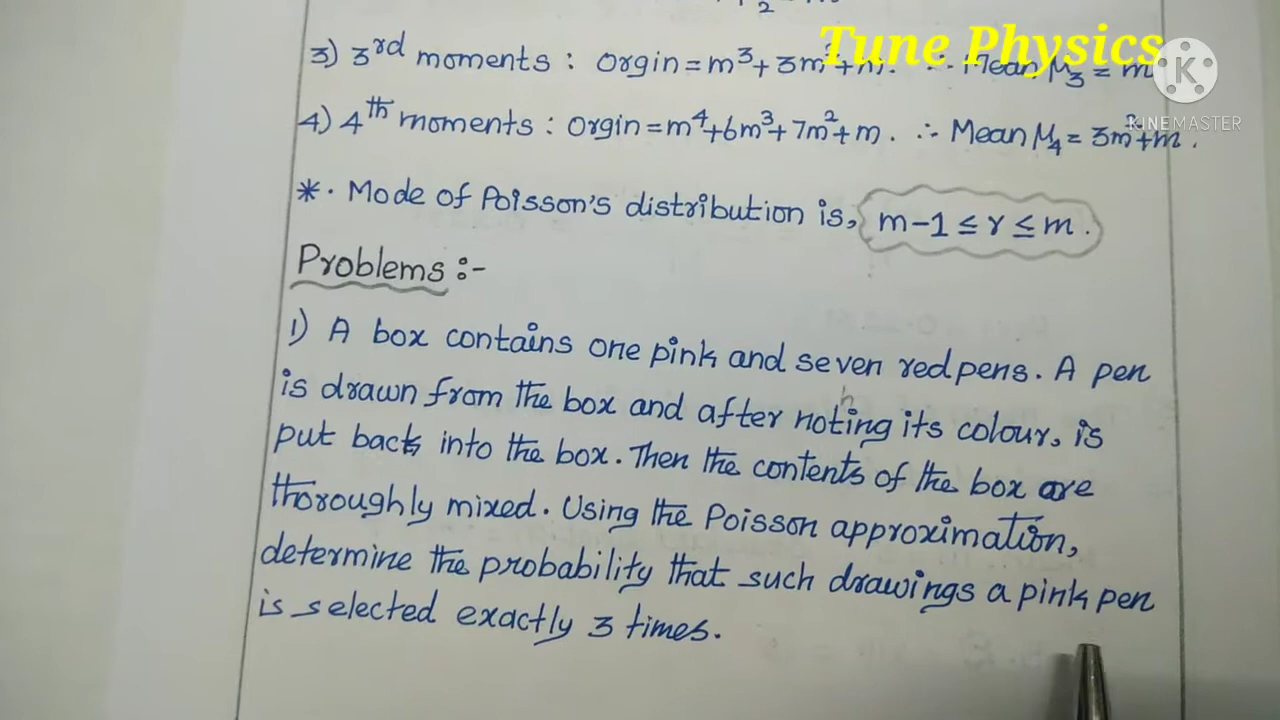 Tune Physics
3) 3rd moments : orgin = m³ + 3m² + m. ∴ Mean μ₃ = m
KINEMASTER
4) 4th moments : orgin = m⁴ + 6m³ + 7m² + m. ∴ Mean μ₄ = 3m² + m.
* . Mode of Poisson's distribution is, m-1 ≤ r ≤ m.
Problems :-
1) A box contains one pink and seven red pens. A pen
is drawn from the box and after noting its colour, is
put back into the box. Then the contents of the box are
thoroughly mixed. Using the Poisson approximation,
determine the probability that such drawings a pink pen
is selected exactly 3 times.